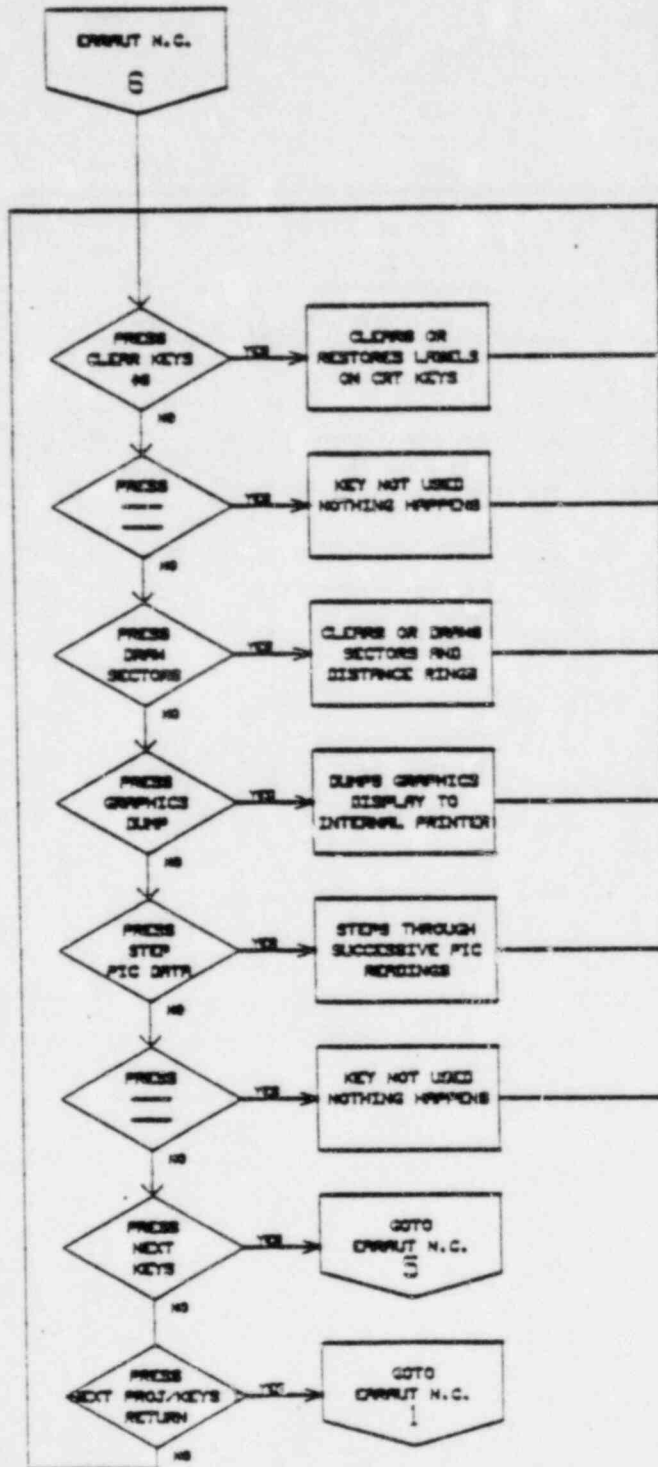 ERRAUT N.C.
6
PRESS
CLEAR KEYS
YES
CLEARS OR
RESTORES LABELS
ON CRT KEYS
NO
PRESS
YES
KEY NOT USED
NOTHING HAPPENS
NO
PRESS
DRAW
SECTORS
YES
CLEARS OR DRAWS
SECTORS AND
DISTANCE RINGS
NO
PRESS
GRAPHICS
DUMP
YES
DUMPS GRAPHICS
DISPLAY TO
INTERNAL PRINTER
NO
PRESS
STEP
PIC DATA
YES
STEPS THROUGH
SUCCESSIVE PIC
READINGS
NO
PRESS
YES
KEY NOT USED
NOTHING HAPPENS
NO
PRESS
NEXT
KEYS
YES
GOTO
ERRAUT N.C.
NO
PRESS
NEXT PROJ/KEYS
RETURN
YES
GOTO
ERRAUT N.C.
1
NO